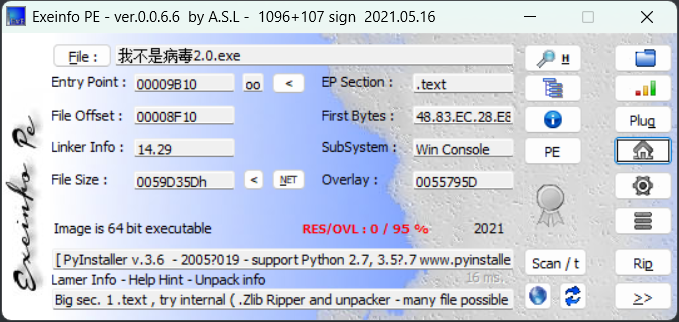 Exeinfo PE - ver.0.0.6.6 by A.S.L - 1096+107 sign 2021.05.16
Exeinfo Pe
File : 我不是病毒2.0.exe H
Entry Point : 00009B10 oo < EP Section : .text
File Offset : 00008F10 First Bytes : 48.83.EC.28.E8 Plug
Linker Info : 14.29 SubSystem : Win Console PE
File Size : 0059D35Dh < NET Overlay : 0055795D
Image is 64 bit executable RES/OVL : 0 / 95 % 2021
[ PyInstaller v.3.6 - 2005?019 - support Python 2.7, 3.5?.7 www.pyinstalle Scan / t Rip
Lamer Info - Help Hint - Unpack info 16 ms.
Big sec. 1 .text , try internal ( .Zlib Ripper and unpacker - many file possible >>